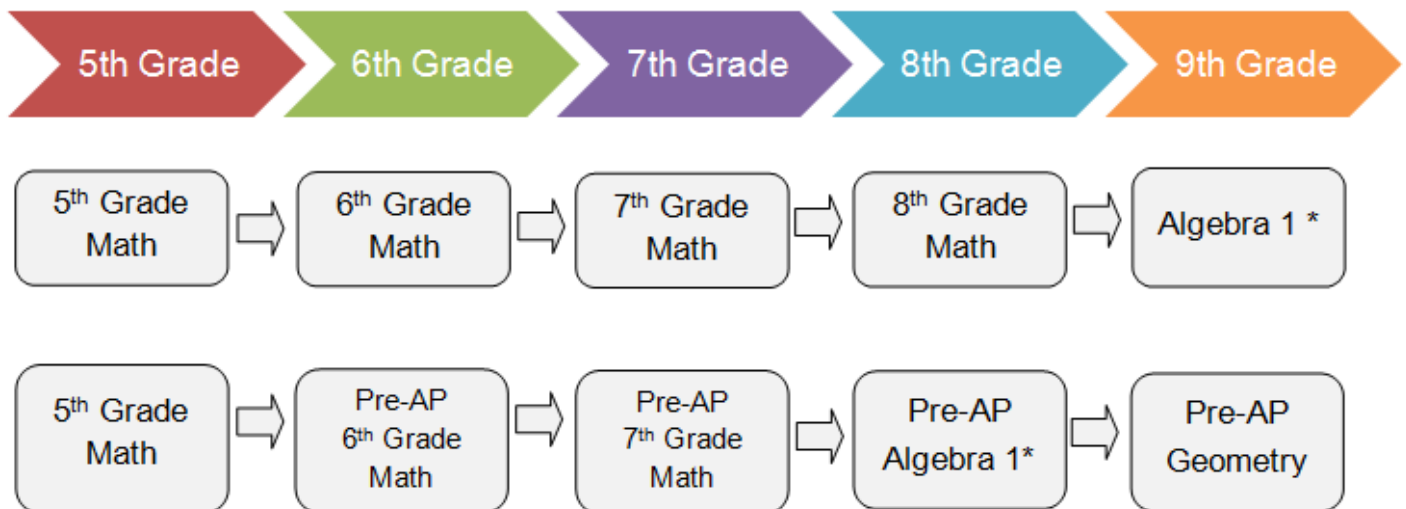 5th Grade
6th Grade
7th Grade
8th Grade
9th Grade
5th Grade
Math
6th Grade
Math
7th Grade
Math
8th Grade
Math
Algebra 1 *
5th Grade
Math
Pre-AP
6th Grade
Math
Pre-AP
7th Grade
Math
Pre-AP
Algebra 1*
Pre-AP
Geometry